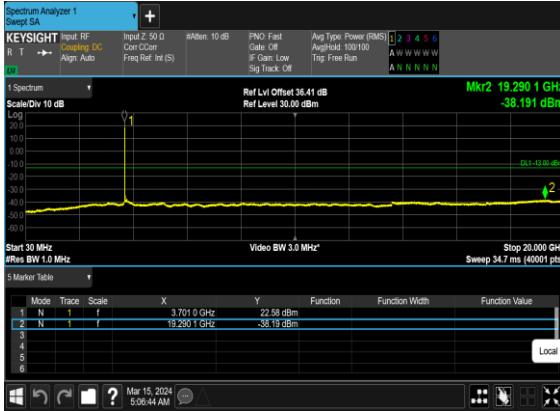 Spectrum Analyzer 1
Swept SA
+
KEYSIGHT
R T
Input: RF
Coupling: DC
Align: Auto
Input Z: 50 Ω
Corr CCorr
Freq Ref: Int (S)
#Atten: 10 dB
PNO: Fast
Gate: Off
IF Gain: Low
Sig Track: Off
Avg Type: Power (RMS)
Avg|Hold: 100/100
Trig: Free Run
1 2 3 4 5 6
A W W W W W
A N N N N N
1 Spectrum
Scale/Div 10 dB
Ref Lvl Offset 36.41 dB
Ref Level 30.00 dBm
Mkr2 19.290 1 GHz
-38.191 dBm
Log
20.0
10.0
0.00
-10.0
-20.0
-30.0
-40.0
-50.0
-60.0
1
DL1 -13.00 dBm
2
Start 30 MHz
#Res BW 1.0 MHz
Video BW 3.0 MHz*
Stop 20.000 GH
Sweep 34.7 ms (40001 pts
5 Marker Table
Mode Trace Scale X Y Function Function Width Function Value
1 N 1 f 3.701 0 GHz 22.58 dBm
2 N 1 f 19.290 1 GHz -38.19 dBm
3
4
5
6
Local
?
Mar 15, 2024
5:06:44 AM